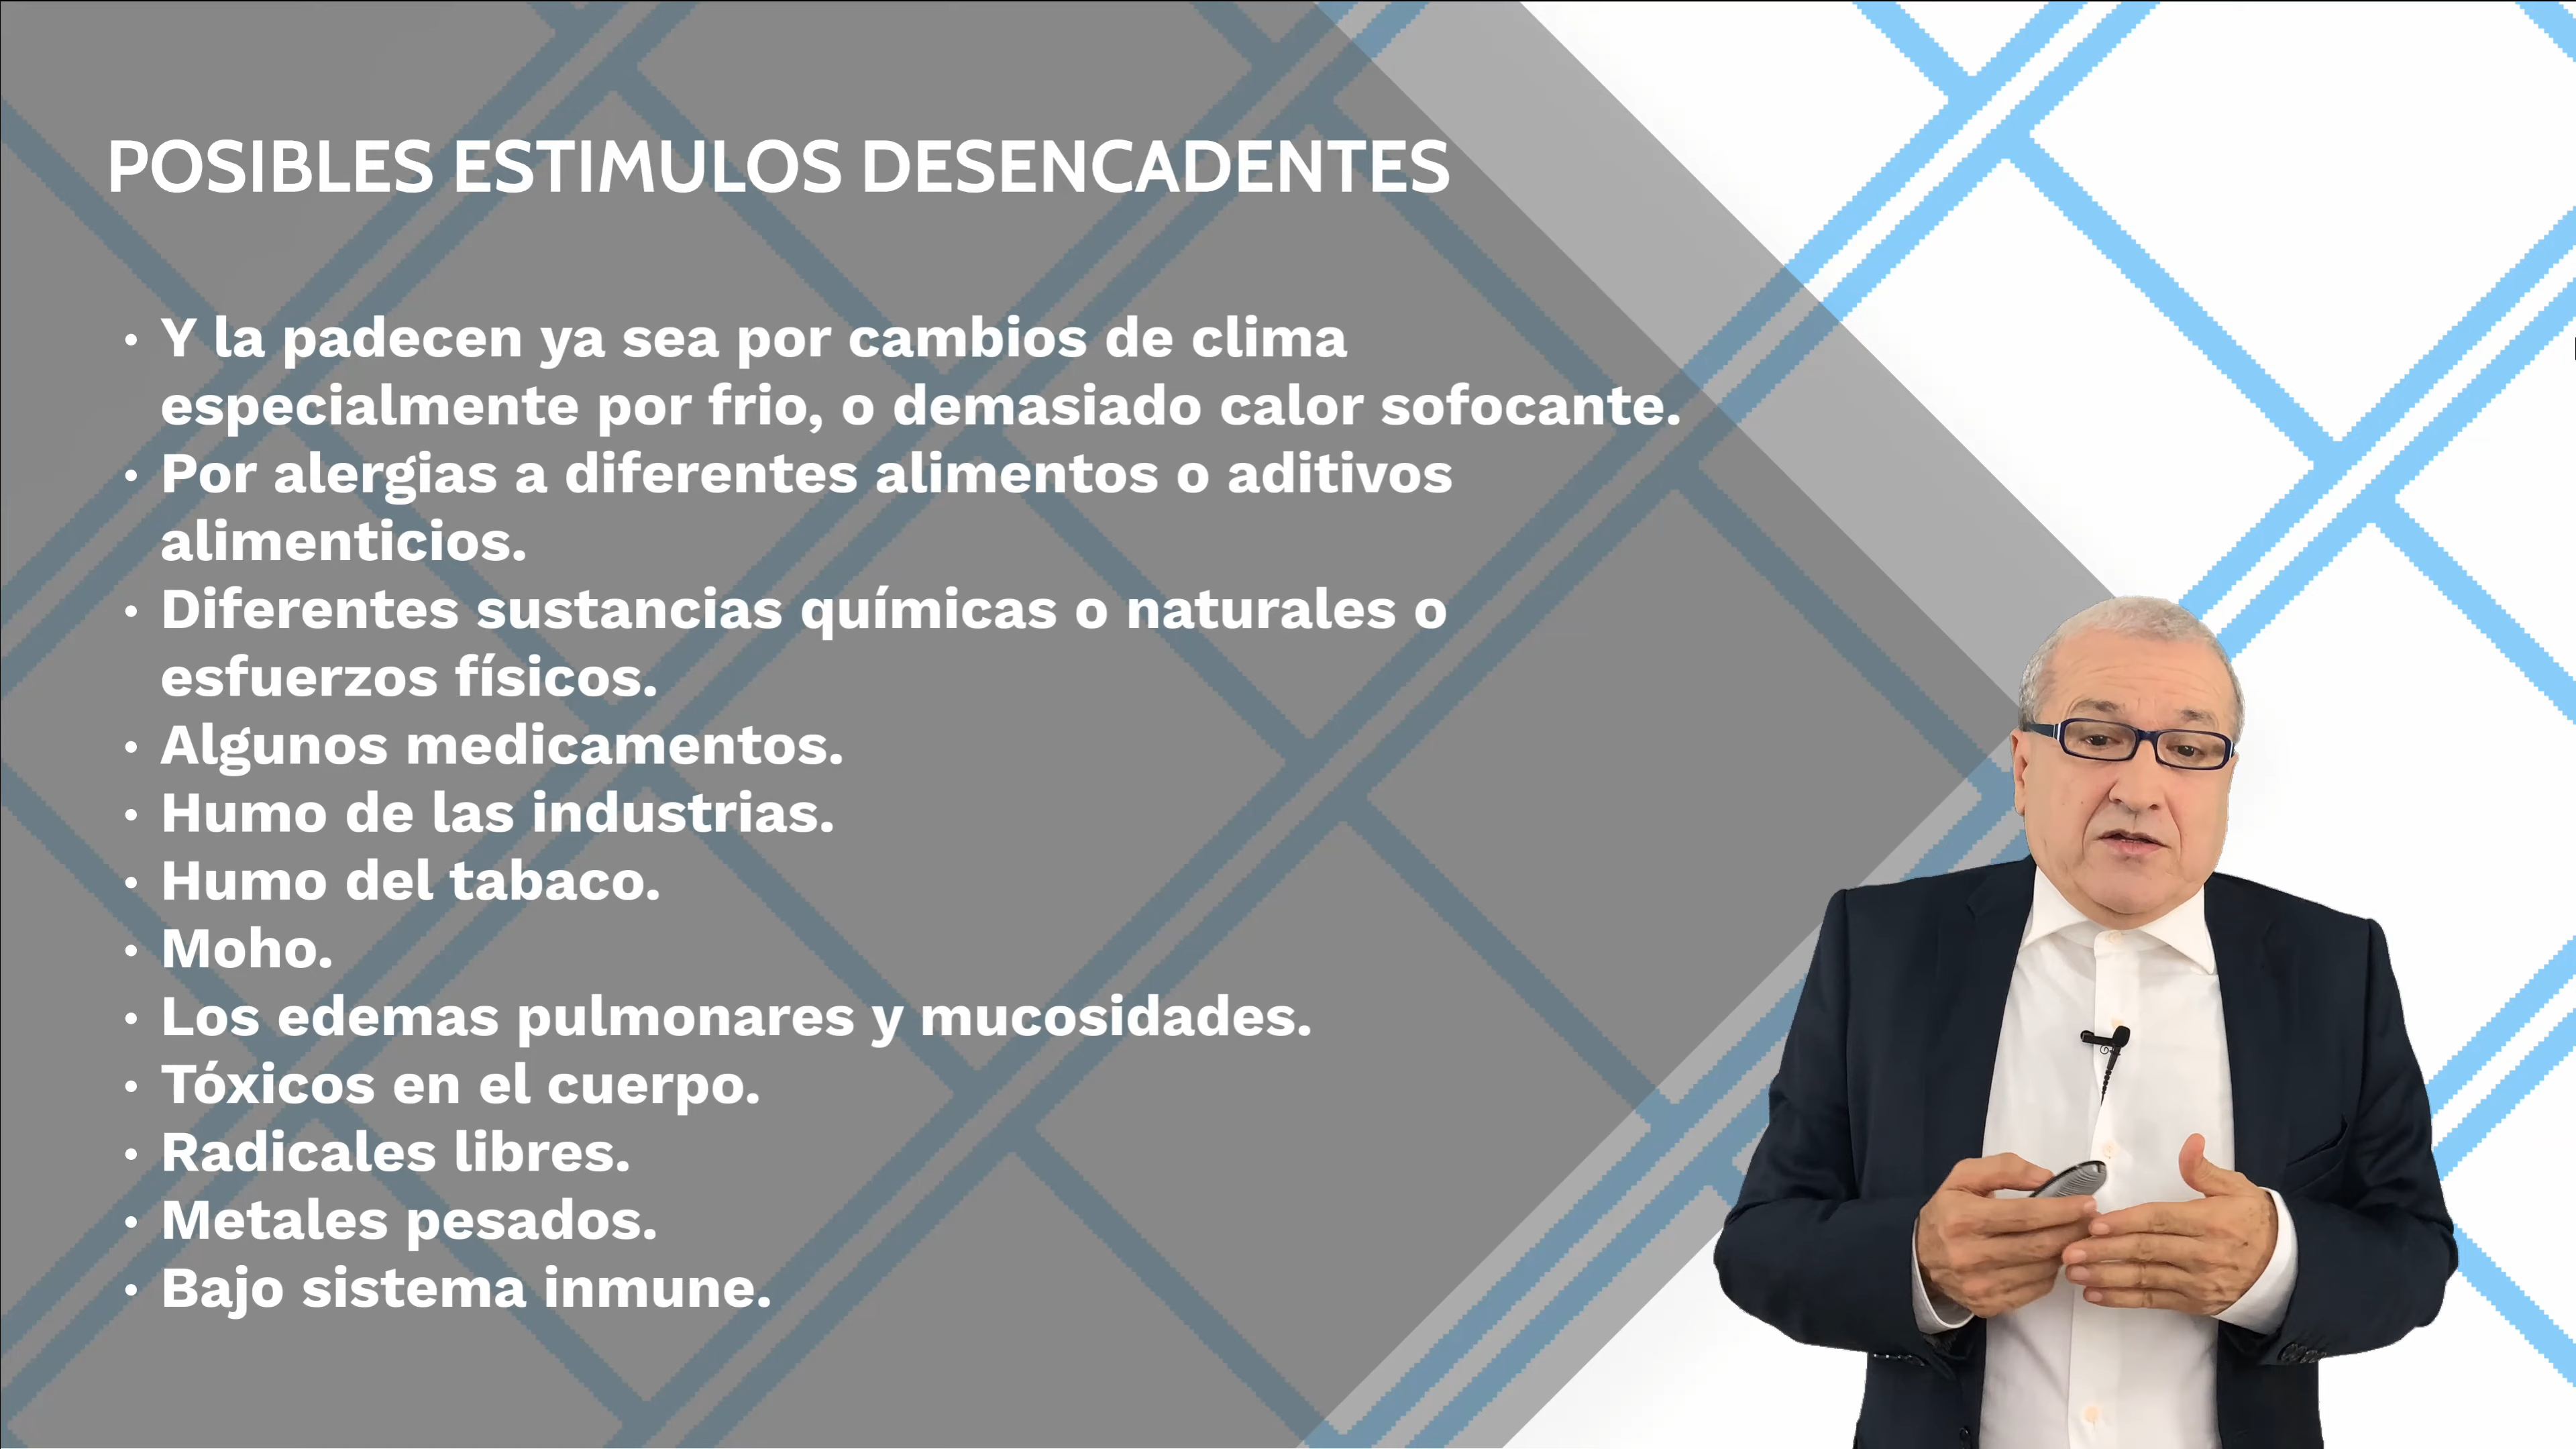 POSIBLES ESTIMULOS DESENCADENTES
• Y la padecen ya sea por cambios de clima
especialmente por frio, o demasiado calor sofocante.
• Por alergias a diferentes alimentos o aditivos
alimenticios.
• Diferentes sustancias químicas o naturales o
esfuerzos físicos.
• Algunos medicamentos.
• Humo de las industrias.
• Humo del tabaco.
• Moho.
• Los edemas pulmonares y mucosidades.
• Tóxicos en el cuerpo.
• Radicales libres.
• Metales pesados.
• Bajo sistema inmune.